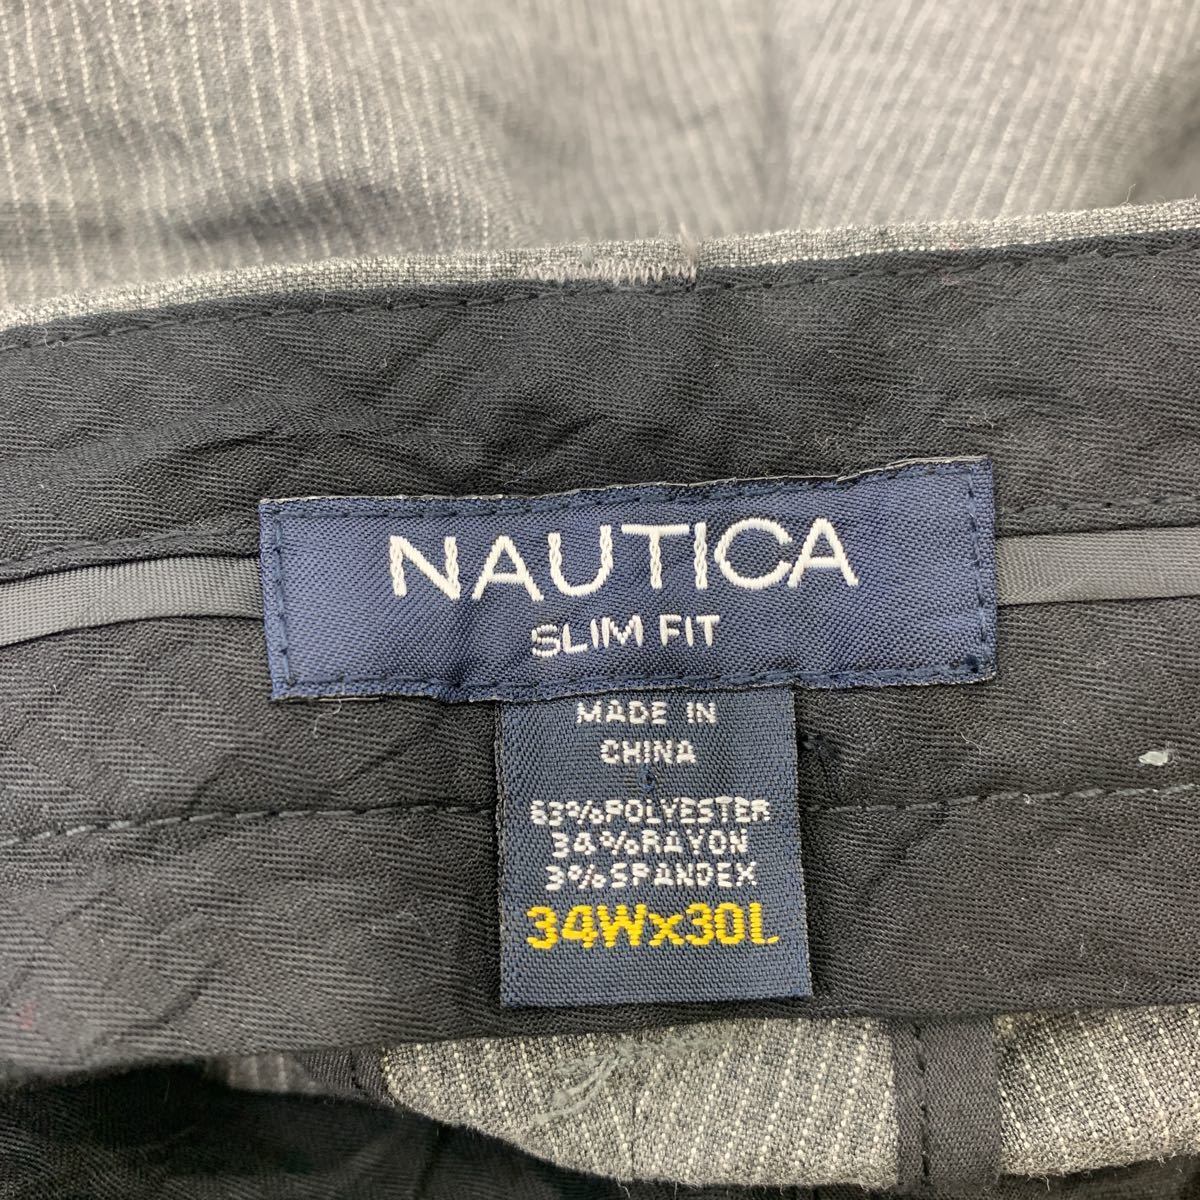 NAUTICA
SLIM FIT
MADE IN
CHINA
63%POLYESTER
34%RAYON
3%SPANDEX
34Wx30L